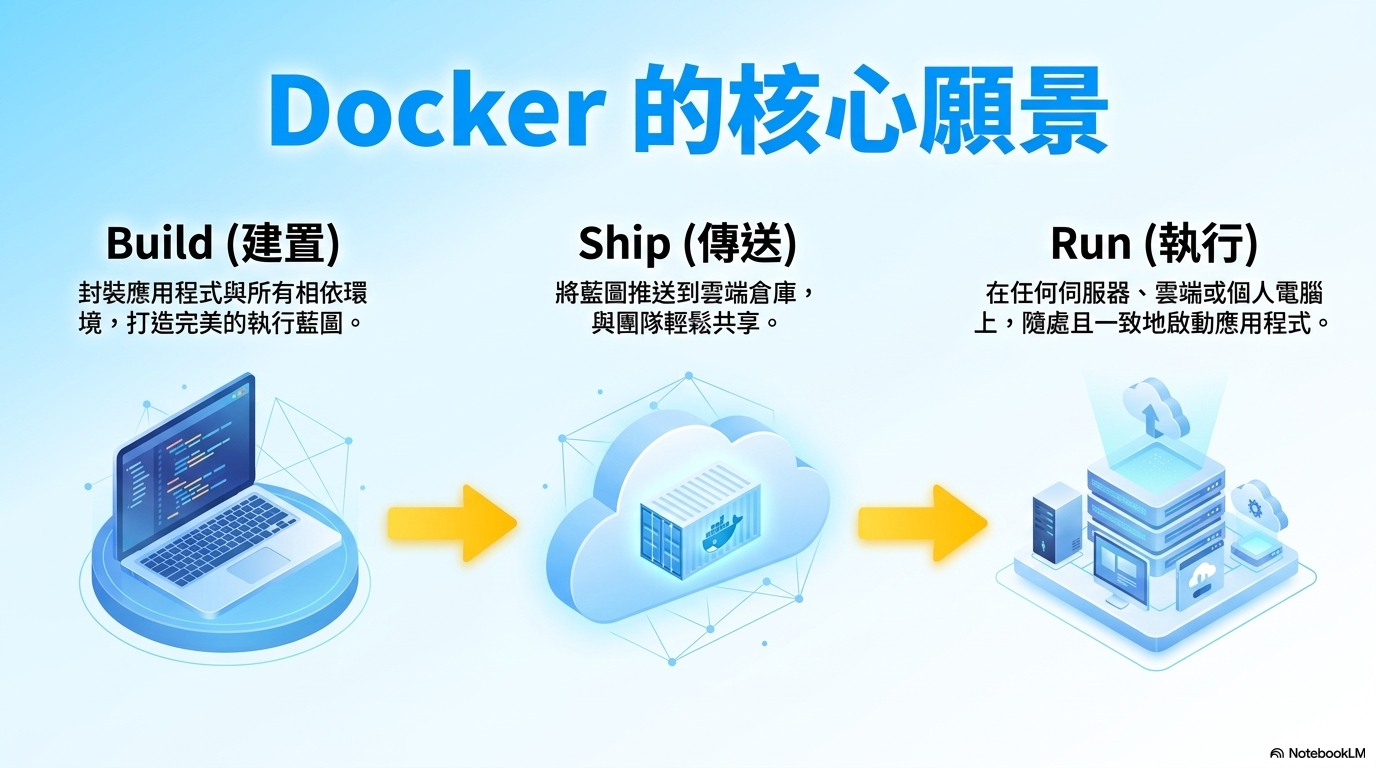 Docker 的核心願景
Build (建置)
封裝應用程式與所有相依環
境，打造完美的執行藍圖。
Ship (傳送)
將藍圖推送到雲端倉庫，
與團隊輕鬆共享。
Run (執行)
在任何伺服器、雲端或個人電腦
上，隨處且一致地啟動應用程式。
NotebookLM